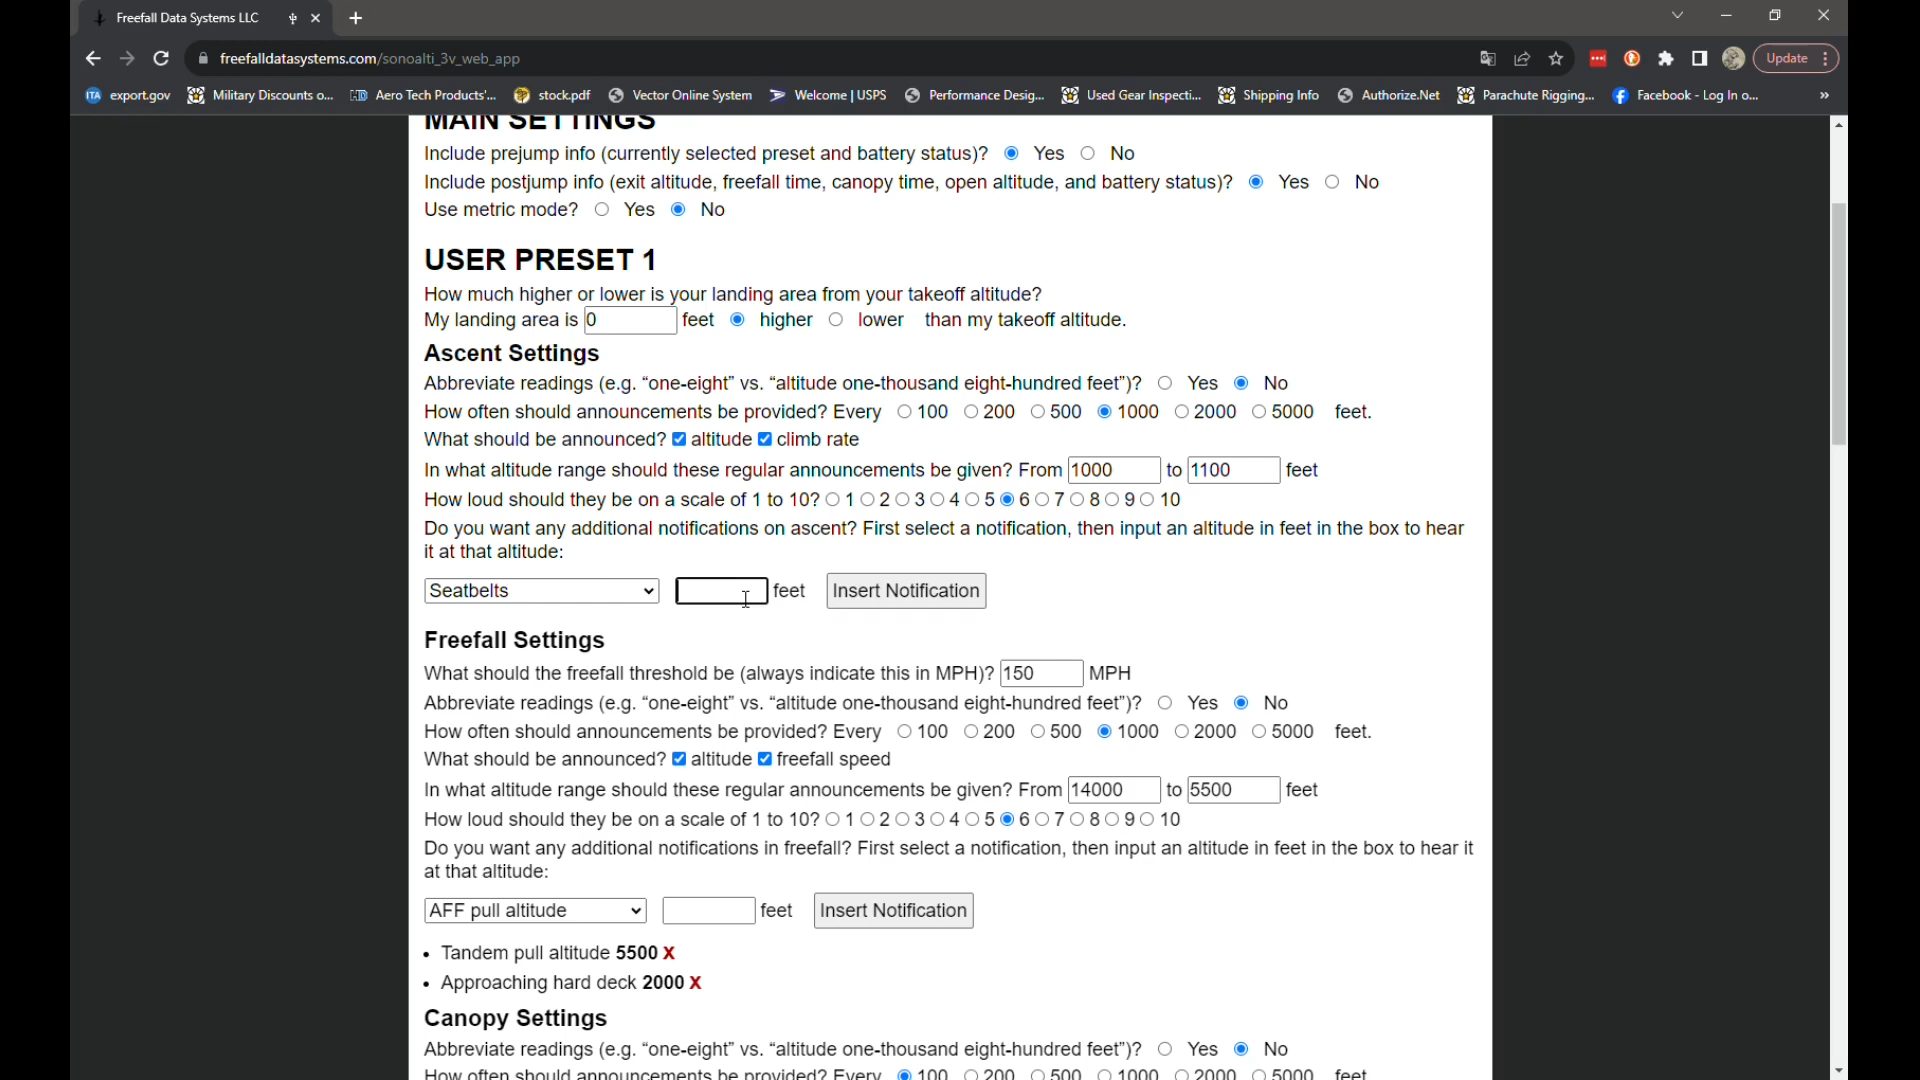 Freefall Data Systems LLC
freefalldatasystems.com/sonoalti_3v_web_app
Update
ITA export.gov
Military Discounts o...
Aero Tech Products'...
stock.pdf
Vector Online System
Welcome | USPS
Performance Desig...
Used Gear Inspecti...
Shipping Info
Authorize.Net
Parachute Rigging...
Facebook - Log In o...
»
MAIN SETTINGS
Include prejump info (currently selected preset and battery status)? Yes No
Include postjump info (exit altitude, freefall time, canopy time, open altitude, and battery status)? Yes No
Use metric mode? Yes No
USER PRESET 1
How much higher or lower is your landing area from your takeoff altitude?
My landing area is 0 feet higher lower than my takeoff altitude.
Ascent Settings
Abbreviate readings (e.g. “one-eight” vs. “altitude one-thousand eight-hundred feet”)? Yes No
How often should announcements be provided? Every 100 200 500 1000 2000 5000 feet.
What should be announced? altitude climb rate
In what altitude range should these regular announcements be given? From 1000 to 1100 feet
How loud should they be on a scale of 1 to 10? 1 2 3 4 5 6 7 8 9 10
Do you want any additional notifications on ascent? First select a notification, then input an altitude in feet in the box to hear
it at that altitude:
Seatbelts feet Insert Notification
Freefall Settings
What should the freefall threshold be (always indicate this in MPH)? 150 MPH
Abbreviate readings (e.g. “one-eight” vs. “altitude one-thousand eight-hundred feet”)? Yes No
How often should announcements be provided? Every 100 200 500 1000 2000 5000 feet.
What should be announced? altitude freefall speed
In what altitude range should these regular announcements be given? From 14000 to 5500 feet
How loud should they be on a scale of 1 to 10? 1 2 3 4 5 6 7 8 9 10
Do you want any additional notifications in freefall? First select a notification, then input an altitude in feet in the box to hear it
at that altitude:
AFF pull altitude feet Insert Notification
• Tandem pull altitude 5500 X
• Approaching hard deck 2000 X
Canopy Settings
Abbreviate readings (e.g. “one-eight” vs. “altitude one-thousand eight-hundred feet”)? Yes No
How often should announcements be provided? Every 100 200 500 1000 2000 5000 feet.